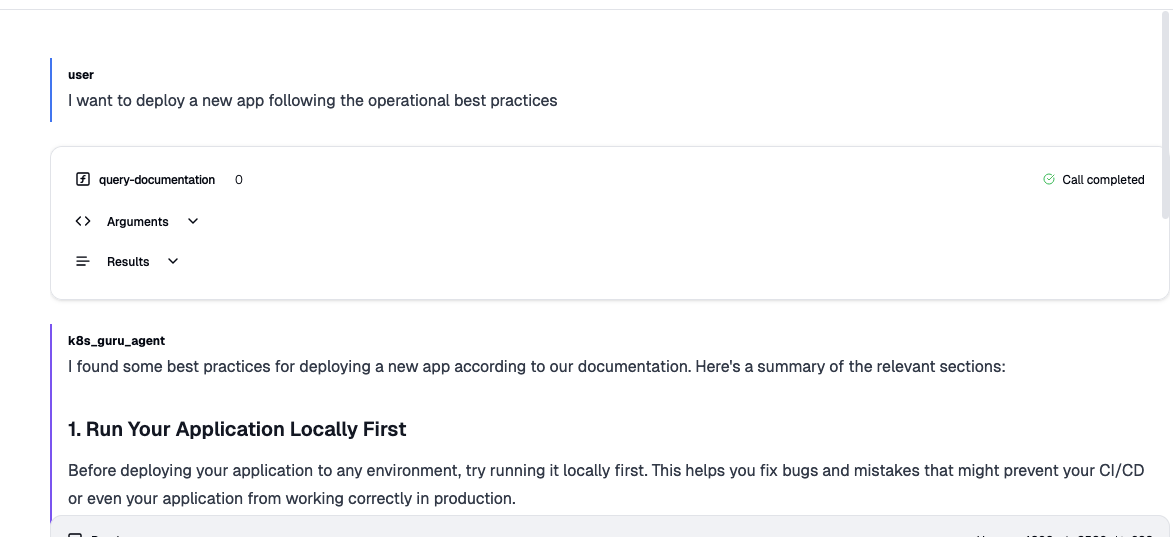 user
I want to deploy a new app following the operational best practices
query-documentation 0 Call completed
Arguments
Results
k8s_guru_agent
I found some best practices for deploying a new app according to our documentation. Here's a summary of the relevant sections:
1. Run Your Application Locally First
Before deploying your application to any environment, try running it locally first. This helps you fix bugs and mistakes that might prevent your CI/CD
or even your application from working correctly in production.